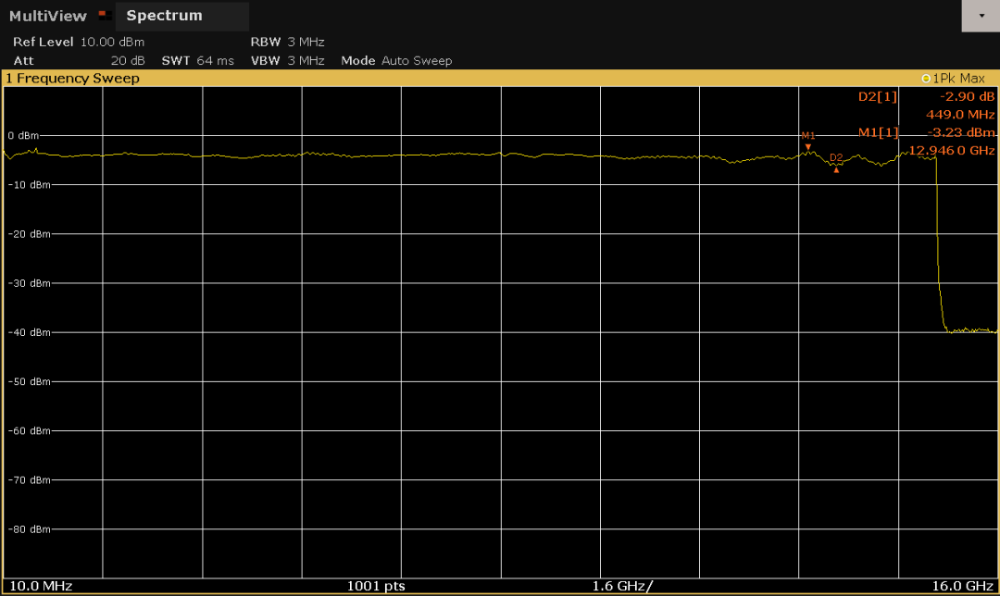 MultiView Spectrum
Ref Level 10.00 dBm RBW 3 MHz
Att 20 dB SWT 64 ms VBW 3 MHz Mode Auto Sweep
1 Frequency Sweep 1Pk Max
D2[1] -2.90 dB
449.0 MHz
M1[1] -3.23 dBm
12.946 0 GHz
M1
D2
0 dBm
-10 dBm
-20 dBm
-30 dBm
-40 dBm
-50 dBm
-60 dBm
-70 dBm
-80 dBm
10.0 MHz 1001 pts 1.6 GHz/ 16.0 GHz